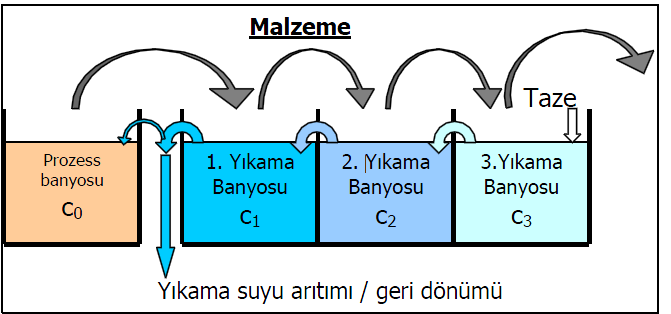 Malzeme
Taze
Prozess
banyosu
C0
1. Yıkama
Banyosu
C1
2. Yıkama
Banyosu
C2
3.Yıkama
Banyosu
C3
Yıkama suyu arıtımı / geri dönümü